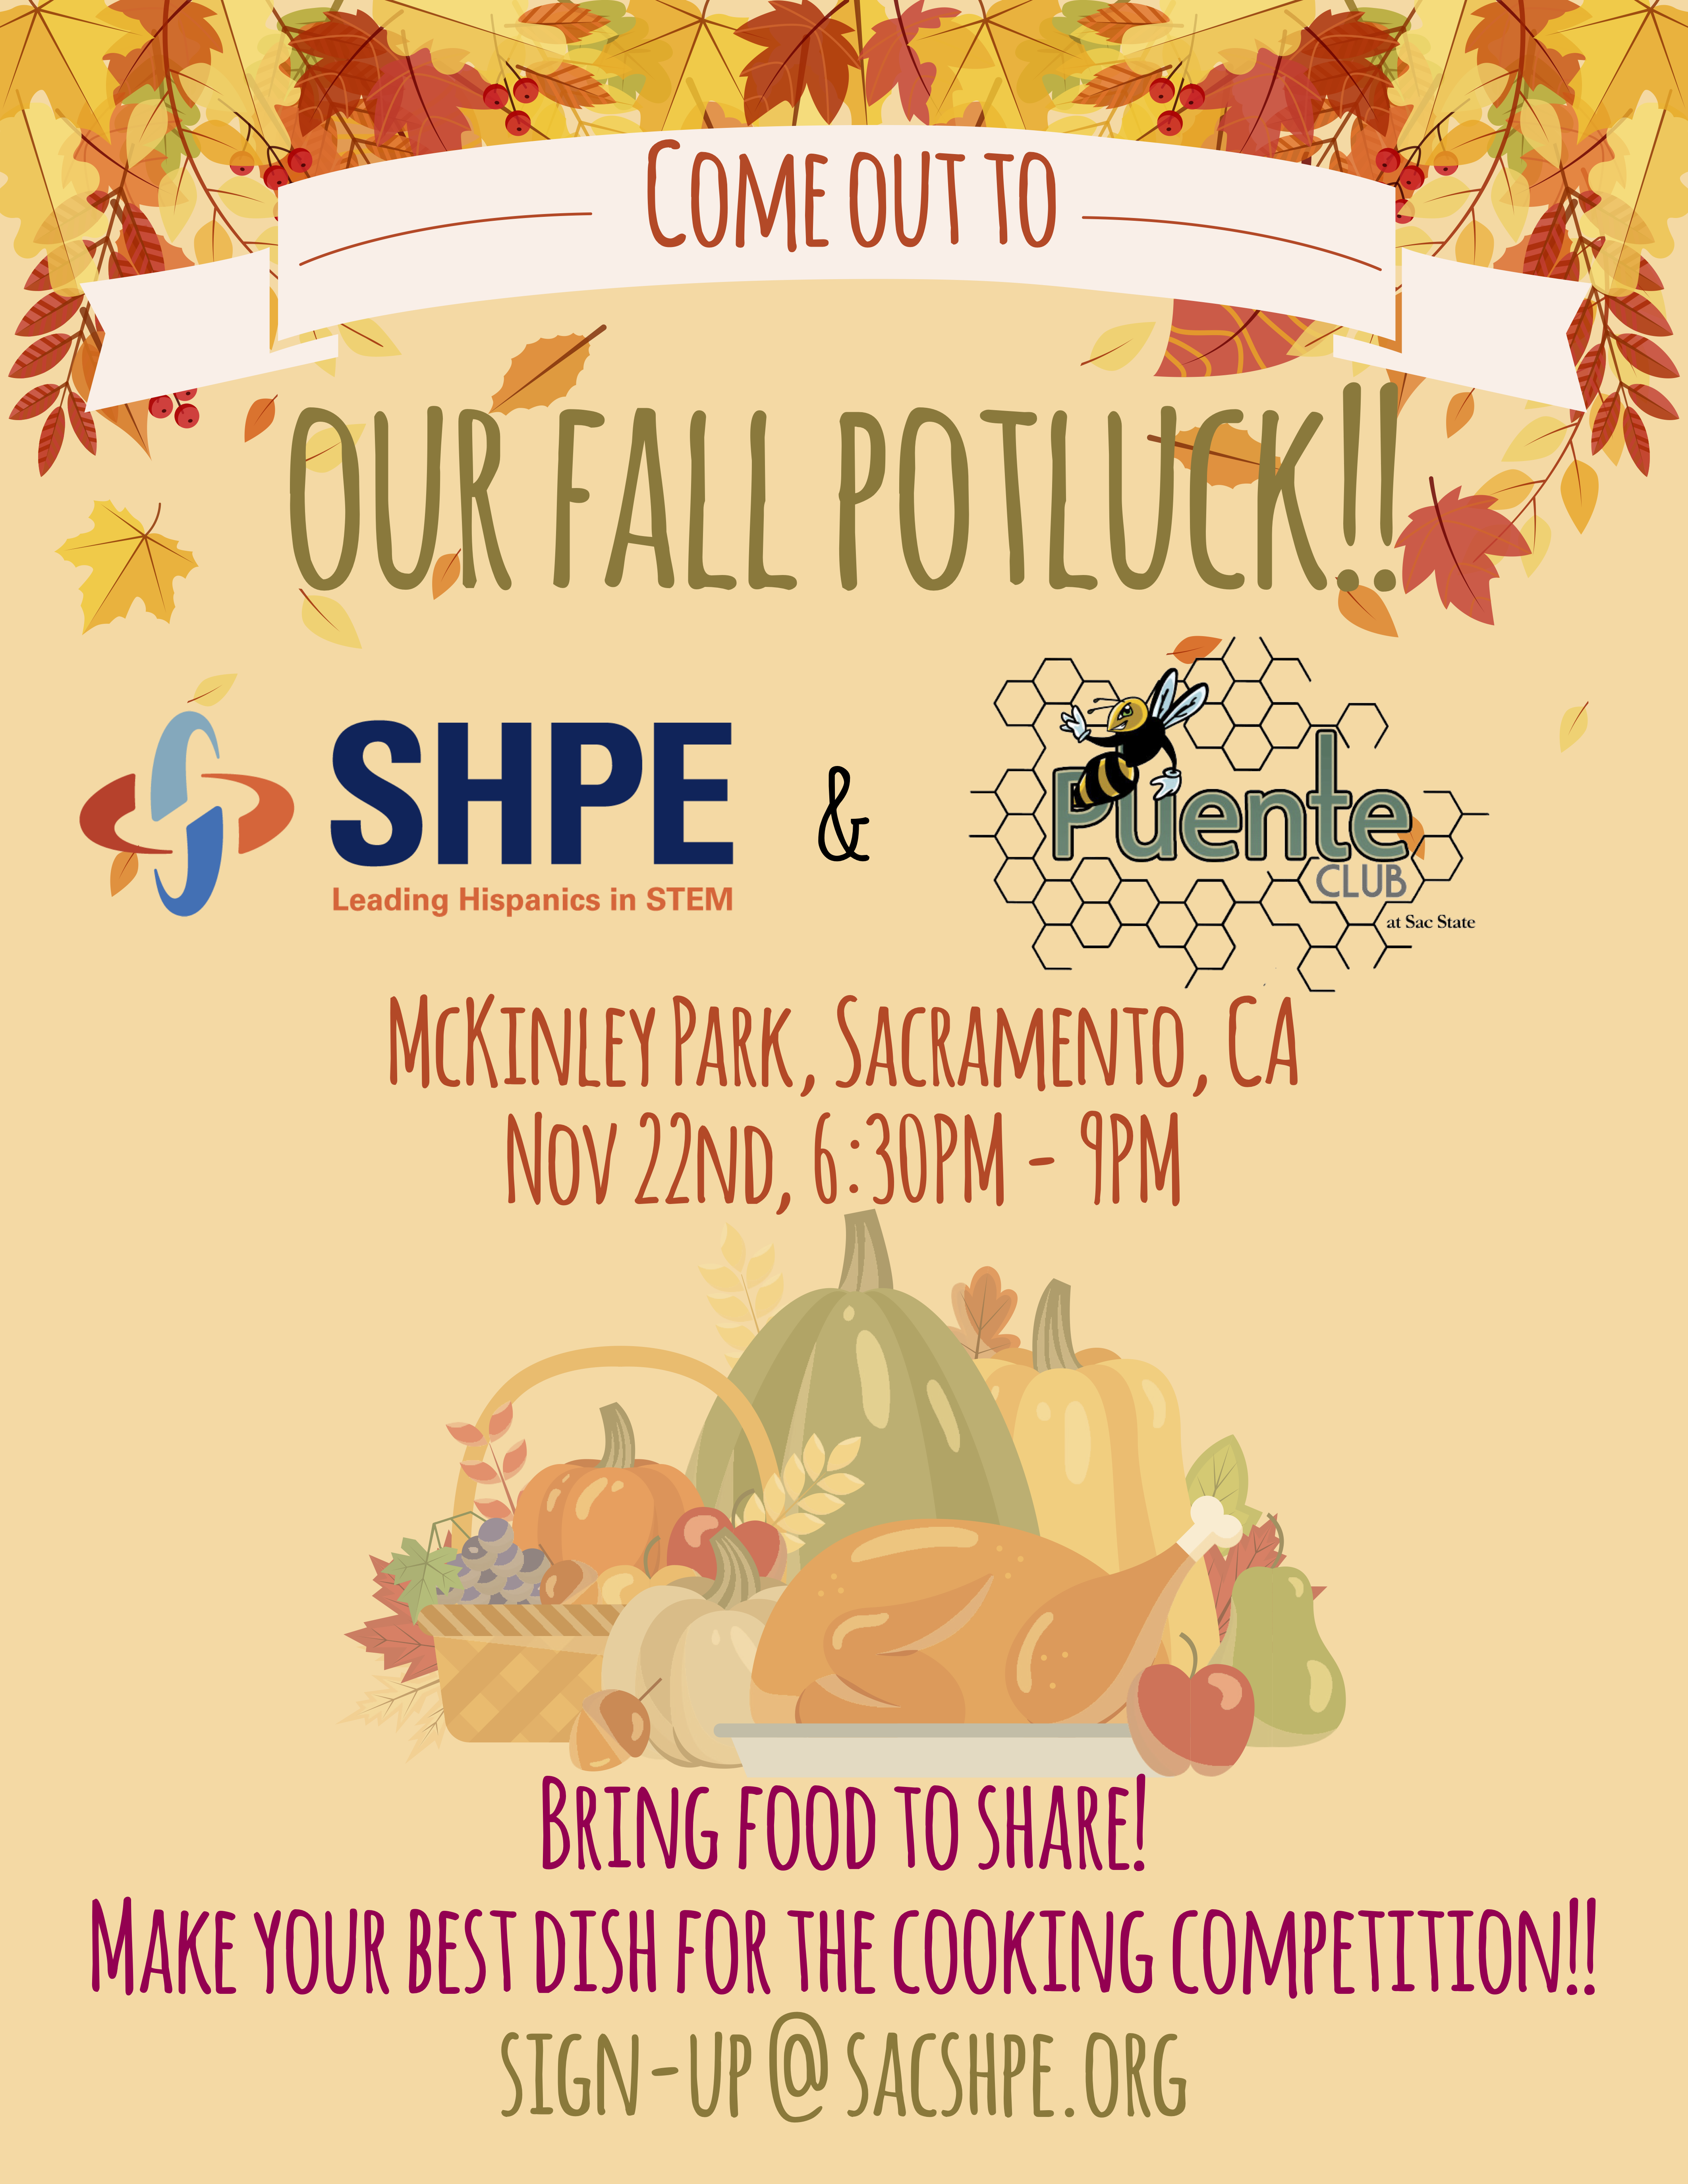 Come out to
our fall potluck!!
SHPE
Leading Hispanics in STEM
&
Puente
CLUB
at Sac State
McKinley Park, Sacramento, CA
Nov 22nd, 6:30PM - 9PM
Bring food to share!
Make your best dish for the cooking competition!!
sign-up @ sacshpe.org